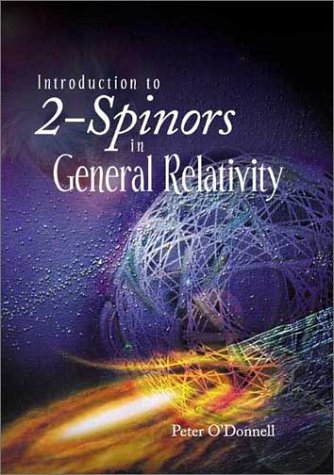 Introduction to
2–Spinors
in
General Relativity
Peter O'Donnell